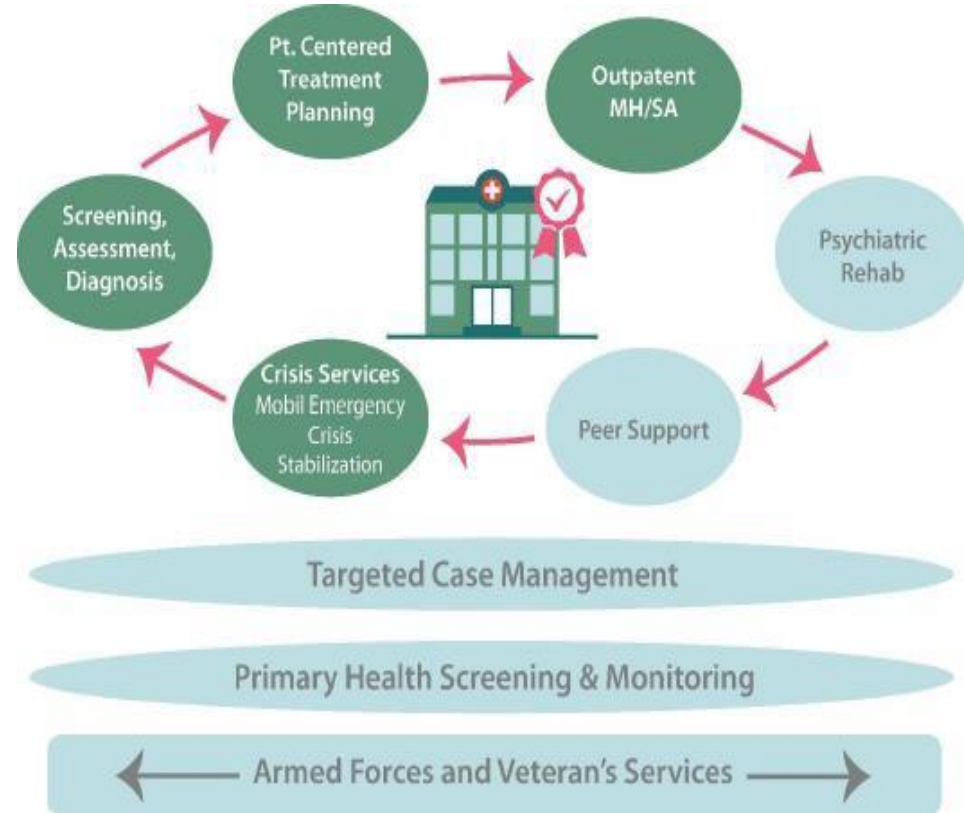 Pt. Centered
Treatment
Planning
Outpatent
MH/SA
Screening,
Assessment,
Diagnosis
Psychiatric
Rehab
Crisis Services
Mobil Emergency
Crisis
Stabilization
Peer Support
Targeted Case Management
Primary Health Screening & Monitoring
Armed Forces and Veteran's Services